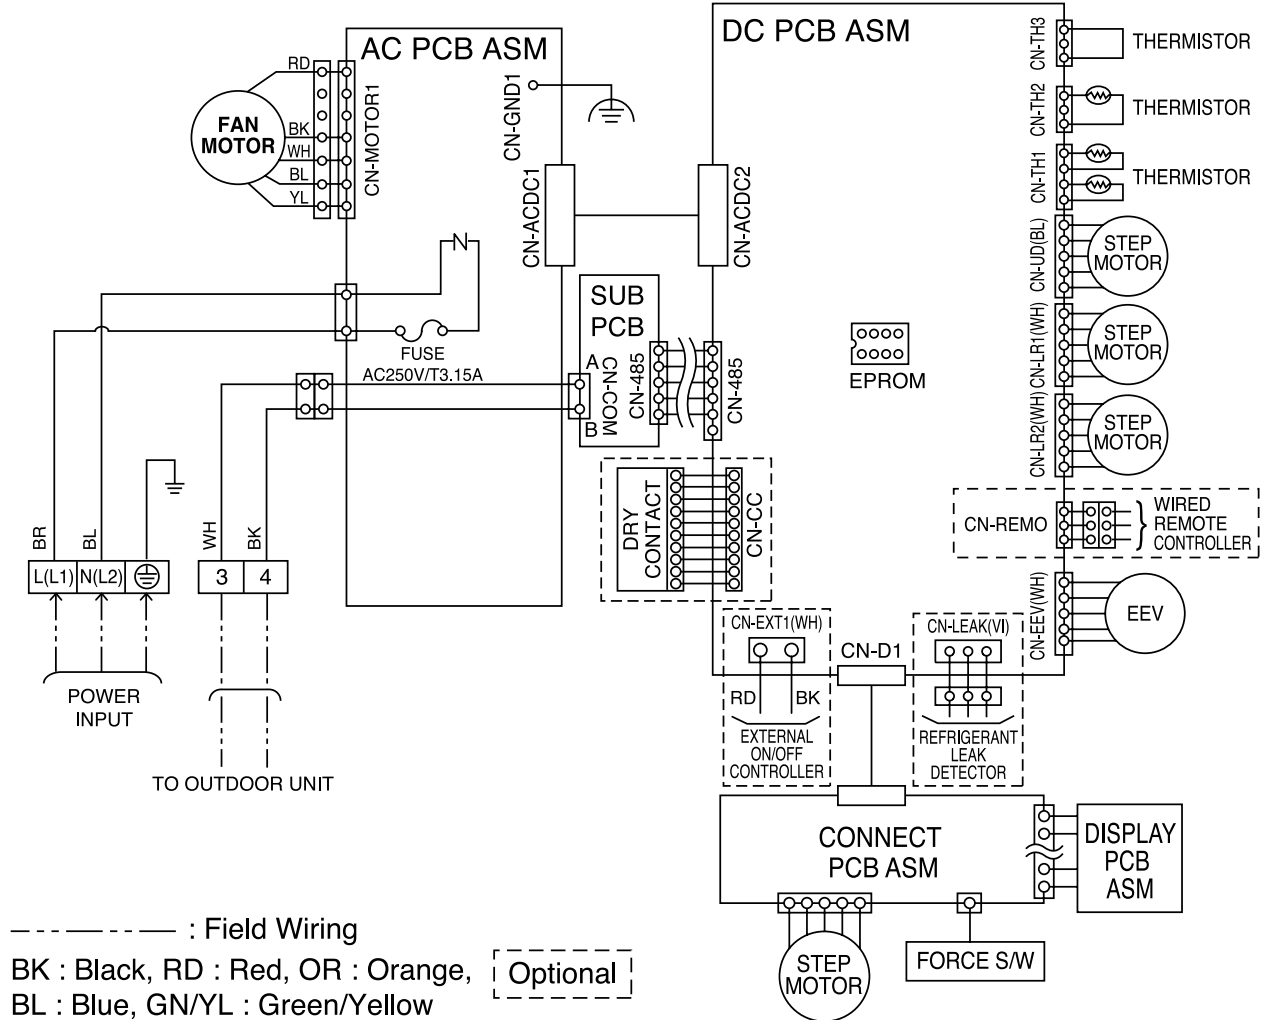 AC PCB ASM
DC PCB ASM
RD
FAN
MOTOR
BK
WH
BL
YL
CN-MOTOR1
CN-GND1
CN-ACDC1
CN-ACDC2
N
FUSE
AC250V/T3.15A
SUB
PCB
A
B
CN-COM
CN-485
CN-485
EPROM
CN-TH3
THERMISTOR
CN-TH2
THERMISTOR
CN-TH1
THERMISTOR
CN-UD(BL)
STEP
MOTOR
CN-LR1(WH)
STEP
MOTOR
CN-LR2(WH)
STEP
MOTOR
CN-REMO
WIRED
REMOTE
CONTROLLER
CN-EEV(WH)
EEV
DRY
CONTACT
CN-CC
BR
BL
WH
BK
L(L1)
N(L2)
3
4
POWER
INPUT
TO OUTDOOR UNIT
CN-EXT1(WH)
RD
BK
EXTERNAL
ON/OFF
CONTROLLER
CN-D1
CN-LEAK(VI)
REFRIGERANT
LEAK
DETECTOR
CONNECT
PCB ASM
DISPLAY
PCB
ASM
STEP
MOTOR
FORCE S/W
: Field Wiring
BK : Black, RD : Red, OR : Orange,
BL : Blue, GN/YL : Green/Yellow
Optional